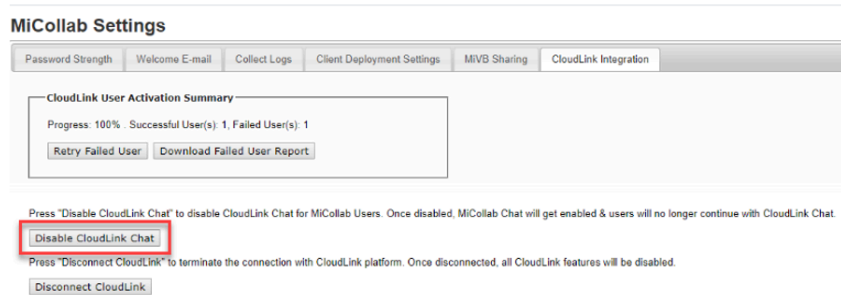 MiCollab Settings
Password Strength Welcome E-mail Collect Logs Client Deployment Settings MiVB Sharing CloudLink Integration
CloudLink User Activation Summary
Progress: 100% . Successful User(s): 1, Failed User(s): 1
Retry Failed User Download Failed User Report
Press "Disable CloudLink Chat" to disable CloudLink Chat for MiCollab Users. Once disabled, MiCollab Chat will get enabled & users will no longer continue with CloudLink Chat.
Disable CloudLink Chat
Press "Disconnect CloudLink" to terminate the connection with CloudLink platform. Once disconnected, all CloudLink features will be disabled.
Disconnect CloudLink